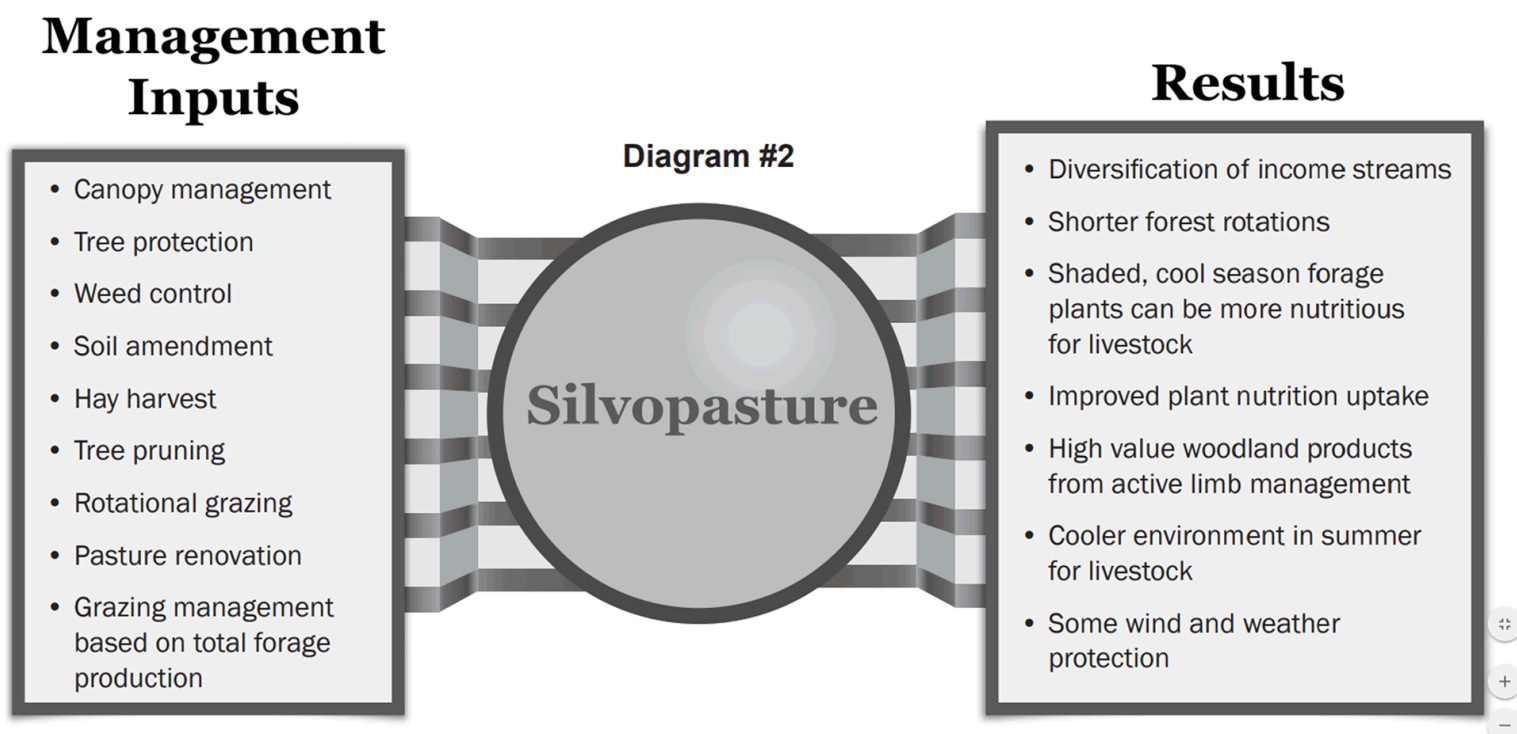 Management
Inputs
• Canopy management
• Tree protection
• Weed control
• Soil amendment
• Hay harvest
• Tree pruning
• Rotational grazing
• Pasture renovation
• Grazing management
based on total forage
production
Diagram #2
Silvopasture
Results
• Diversification of income streams
• Shorter forest rotations
• Shaded, cool season forage
plants can be more nutritious
for livestock
• Improved plant nutrition uptake
• High value woodland products
from active limb management
• Cooler environment in summer
for livestock
• Some wind and weather
protection